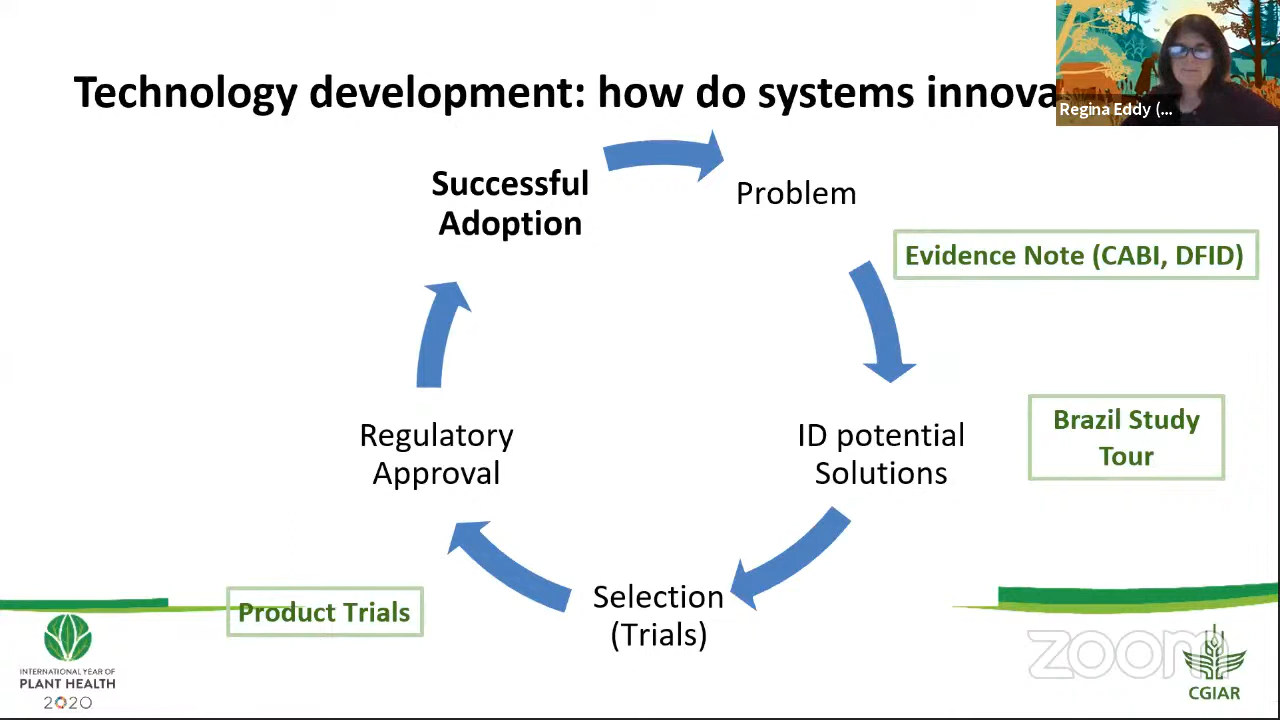 Technology development: how do systems innova
Regina Eddy (...
Successful
Adoption
Problem
Evidence Note (CABI, DFID)
Brazil Study
Tour
ID potential
Solutions
Regulatory
Approval
Selection
(Trials)
Product Trials
INTERNATIONAL YEAR OF
PLANT HEALTH
2020
zoom
CGIAR